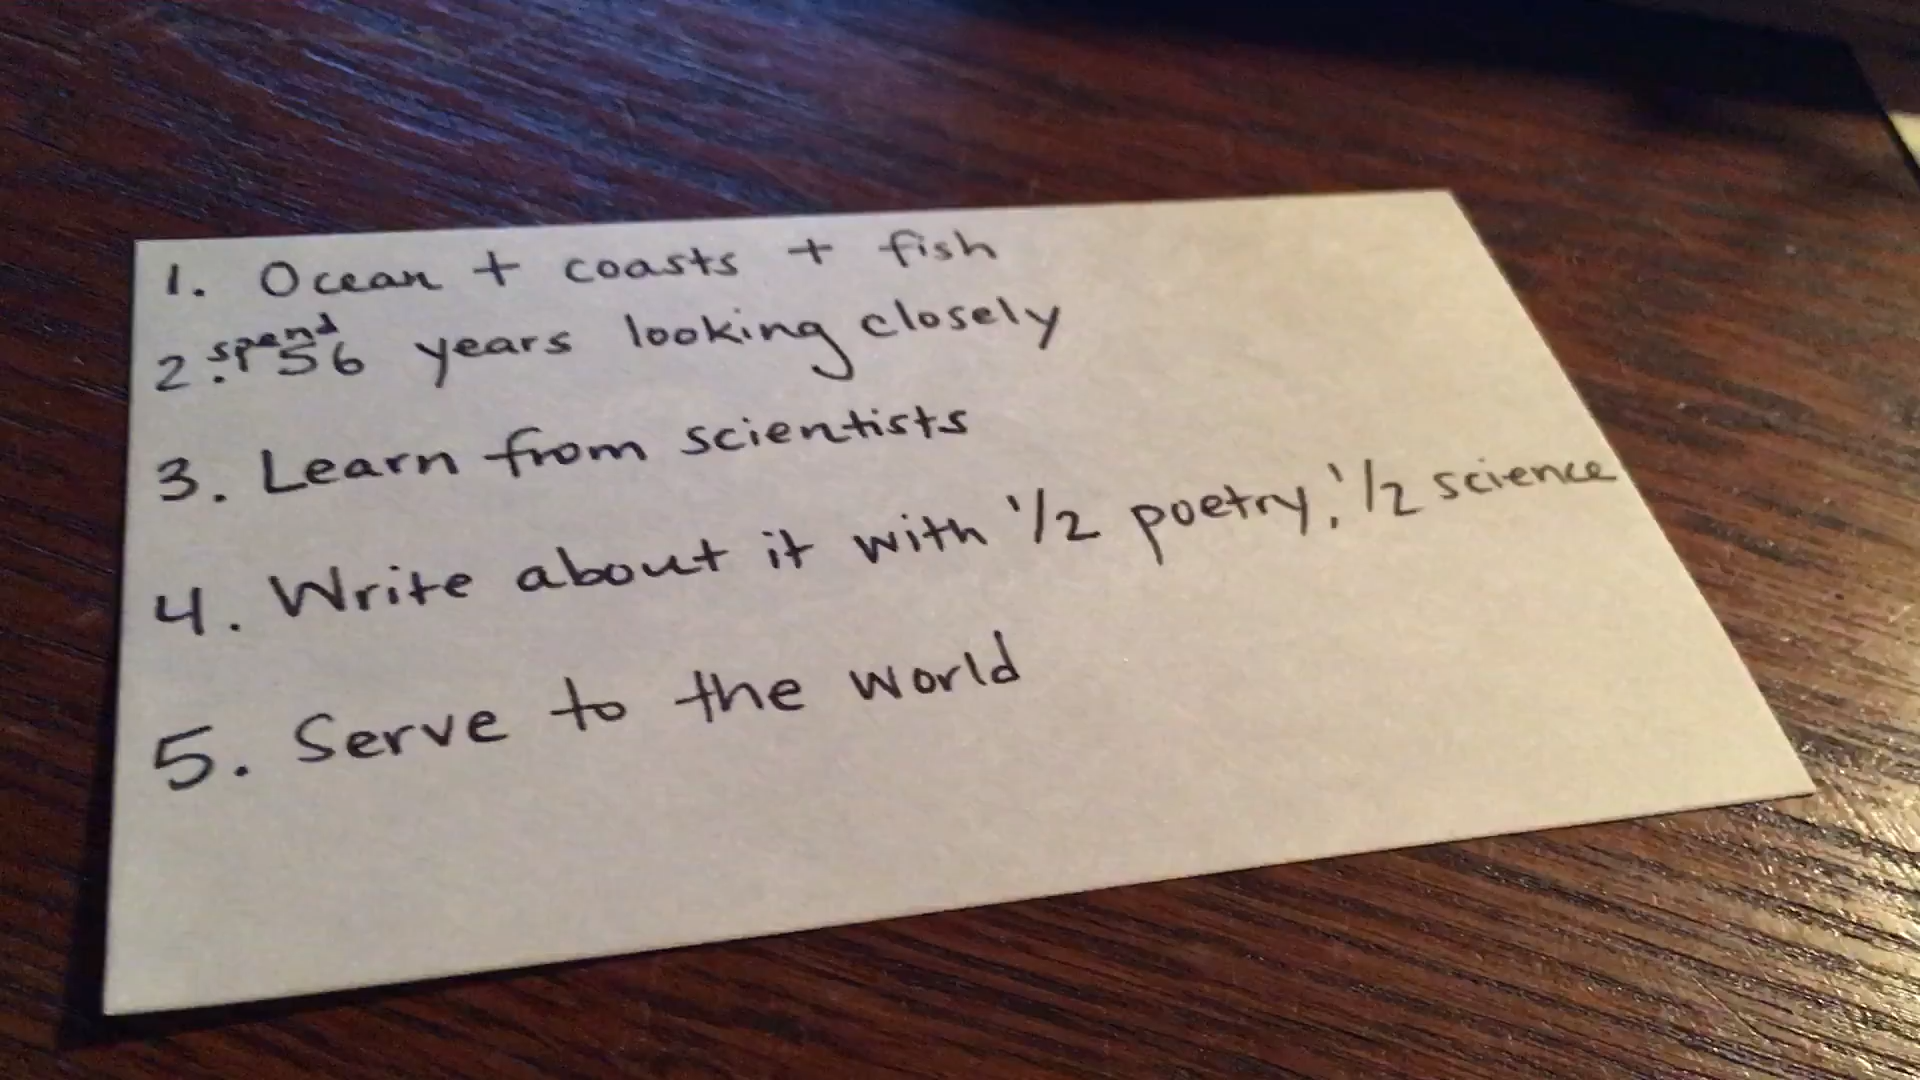 1. Ocean + coasts + fish
2. spend 56 years looking closely
3. Learn from scientists
4. Write about it with 1/2 poetry, 1/2 science
5. Serve to the world